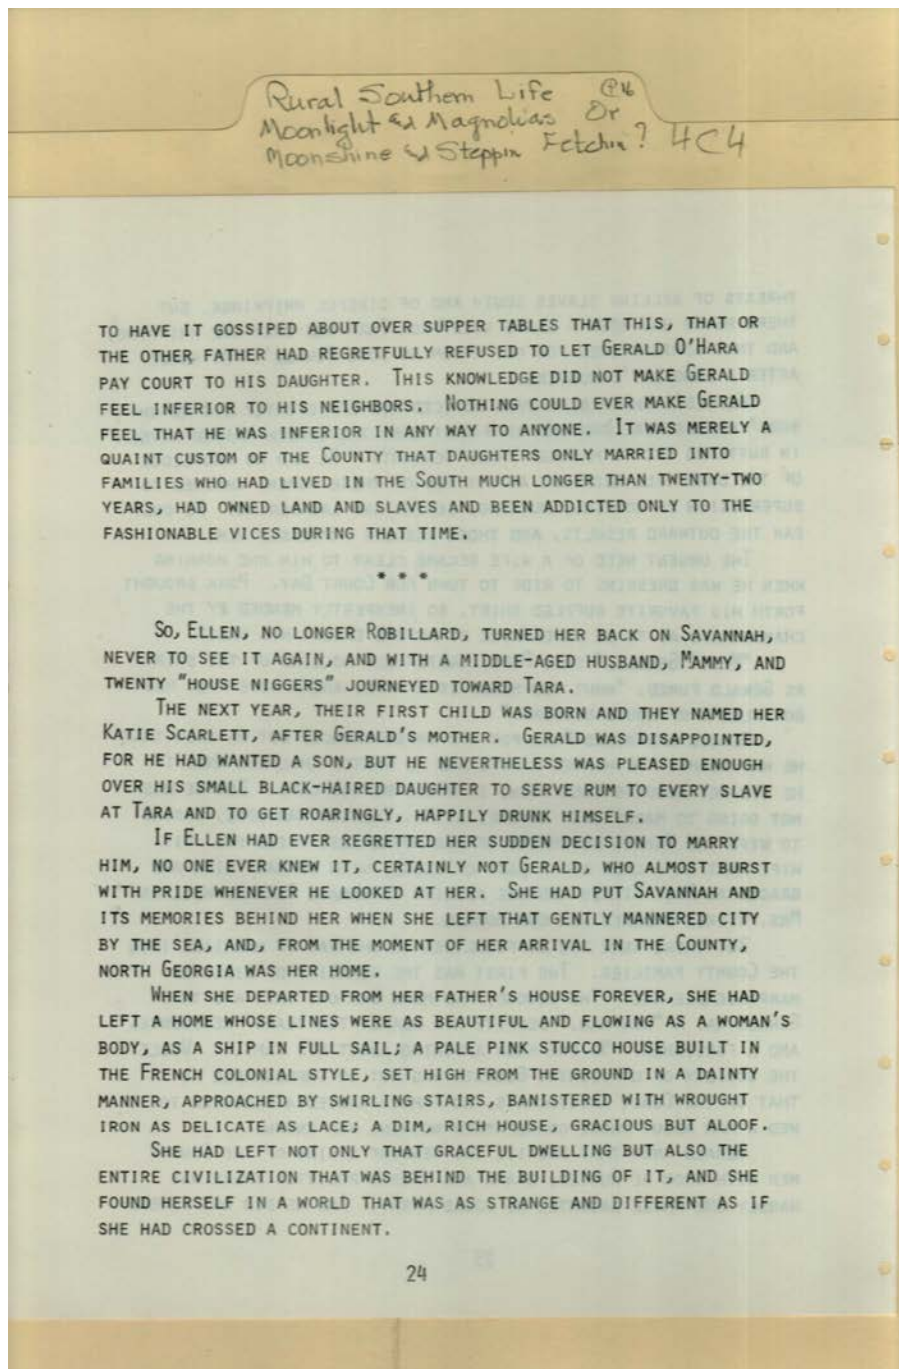 Rural Southern Life @16
Moonlight & Magnolias Or
Moonshine & Steppin Fetchin? 4C4
TO HAVE IT GOSSIPED ABOUT OVER SUPPER TABLES THAT THIS, THAT OR
THE OTHER FATHER HAD REGRETFULLY REFUSED TO LET GERALD O'HARA
PAY COURT TO HIS DAUGHTER. THIS KNOWLEDGE DID NOT MAKE GERALD
FEEL INFERIOR TO HIS NEIGHBORS. NOTHING COULD EVER MAKE GERALD
FEEL THAT HE WAS INFERIOR IN ANY WAY TO ANYONE. IT WAS MERELY A
QUAINT CUSTOM OF THE COUNTY THAT DAUGHTERS ONLY MARRIED INTO
FAMILIES WHO HAD LIVED IN THE SOUTH MUCH LONGER THAN TWENTY-TWO
YEARS, HAD OWNED LAND AND SLAVES AND BEEN ADDICTED ONLY TO THE
FASHIONABLE VICES DURING THAT TIME.
* * *
SO, ELLEN, NO LONGER ROBILLARD, TURNED HER BACK ON SAVANNAH,
NEVER TO SEE IT AGAIN, AND WITH A MIDDLE-AGED HUSBAND, MAMMY, AND
TWENTY "HOUSE NIGGERS" JOURNEYED TOWARD TARA.
THE NEXT YEAR, THEIR FIRST CHILD WAS BORN AND THEY NAMED HER
KATIE SCARLETT, AFTER GERALD'S MOTHER. GERALD WAS DISAPPOINTED,
FOR HE HAD WANTED A SON, BUT HE NEVERTHELESS WAS PLEASED ENOUGH
OVER HIS SMALL BLACK-HAIRED DAUGHTER TO SERVE RUM TO EVERY SLAVE
AT TARA AND TO GET ROARINGLY, HAPPILY DRUNK HIMSELF.
IF ELLEN HAD EVER REGRETTED HER SUDDEN DECISION TO MARRY
HIM, NO ONE EVER KNEW IT, CERTAINLY NOT GERALD, WHO ALMOST BURST
WITH PRIDE WHENEVER HE LOOKED AT HER. SHE HAD PUT SAVANNAH AND
ITS MEMORIES BEHIND HER WHEN SHE LEFT THAT GENTLY MANNERED CITY
BY THE SEA, AND, FROM THE MOMENT OF HER ARRIVAL IN THE COUNTY,
NORTH GEORGIA WAS HER HOME.
WHEN SHE DEPARTED FROM HER FATHER'S HOUSE FOREVER, SHE HAD
LEFT A HOME WHOSE LINES WERE AS BEAUTIFUL AND FLOWING AS A WOMAN'S
BODY, AS A SHIP IN FULL SAIL; A PALE PINK STUCCO HOUSE BUILT IN
THE FRENCH COLONIAL STYLE, SET HIGH FROM THE GROUND IN A DAINTY
MANNER, APPROACHED BY SWIRLING STAIRS, BANISTERED WITH WROUGHT
IRON AS DELICATE AS LACE; A DIM, RICH HOUSE, GRACIOUS BUT ALOOF.
SHE HAD LEFT NOT ONLY THAT GRACEFUL DWELLING BUT ALSO THE
ENTIRE CIVILIZATION THAT WAS BEHIND THE BUILDING OF IT, AND SHE
FOUND HERSELF IN A WORLD THAT WAS AS STRANGE AND DIFFERENT AS IF
SHE HAD CROSSED A CONTINENT.
24